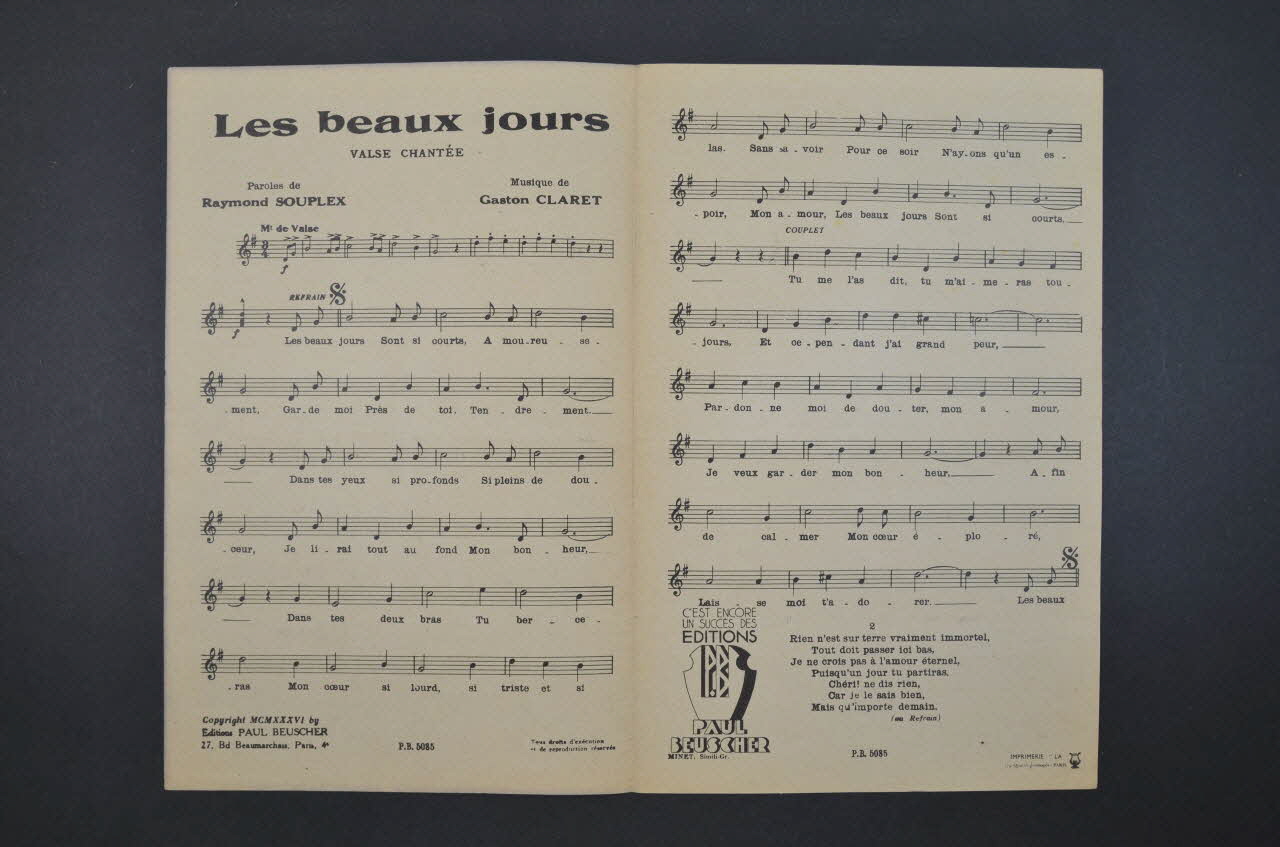 Les beaux jours
VALSE CHANTÉE
Paroles de
Raymond SOUPLEX
Musique de
Gaston CLARET
Mt de Valse
f
REFRAIN
f
Les beaux jours Sont si courts, A mou-reu - se -
- ment, Gar-de moi Près de toi, Ten - dre - ment.
Dans tes yeux si pro-fonds Si pleins de dou -
- ceur, Je li - rai tout au fond Mon bon - heur,
Dans tes deux bras Tu ber - ce -
- ras Mon cœur si lourd, si triste et si
Copyright MCMXXXVI by
Editions PAUL BEUSCHER
27, Bd Beaumarchais, Paris, 4e
P.B. 5085
Tous droits d'exécution
et de reproduction réservés
las. Sans sa - voir Pour ce soir N'ay-ons qu'un es -
- poir, Mon a - mour, Les beaux jours Sont si courts,
COUPLET
Tu me l'as dit, tu m'ai - me - ras tou -
- jours, Et ce - pen - dant j'ai grand peur,
Par - don - ne moi de dou - ter, mon a - mour,
Je veux gar - der mon bon - heur, A - fin
de cal - mer Mon cœur é - plo - ré,
Lais - se moi t'a - do - rer. Les beaux
C'EST ENCORE
UN SUCCÈS DES
EDITIONS
PB
PAUL
BEUSCHER
MINET, Simili-Gr.
2
Rien n'est sur terre vraiment immortel,
Tout doit passer ici bas,
Je ne crois pas à l'amour éternel,
Puisqu'un jour tu partiras,
Chéri! ne dis rien,
Car je le sais bien,
Mais qu'importe demain.
(au Refrain)
P.B. 5085
IMPRIMERIE LA
PARIS